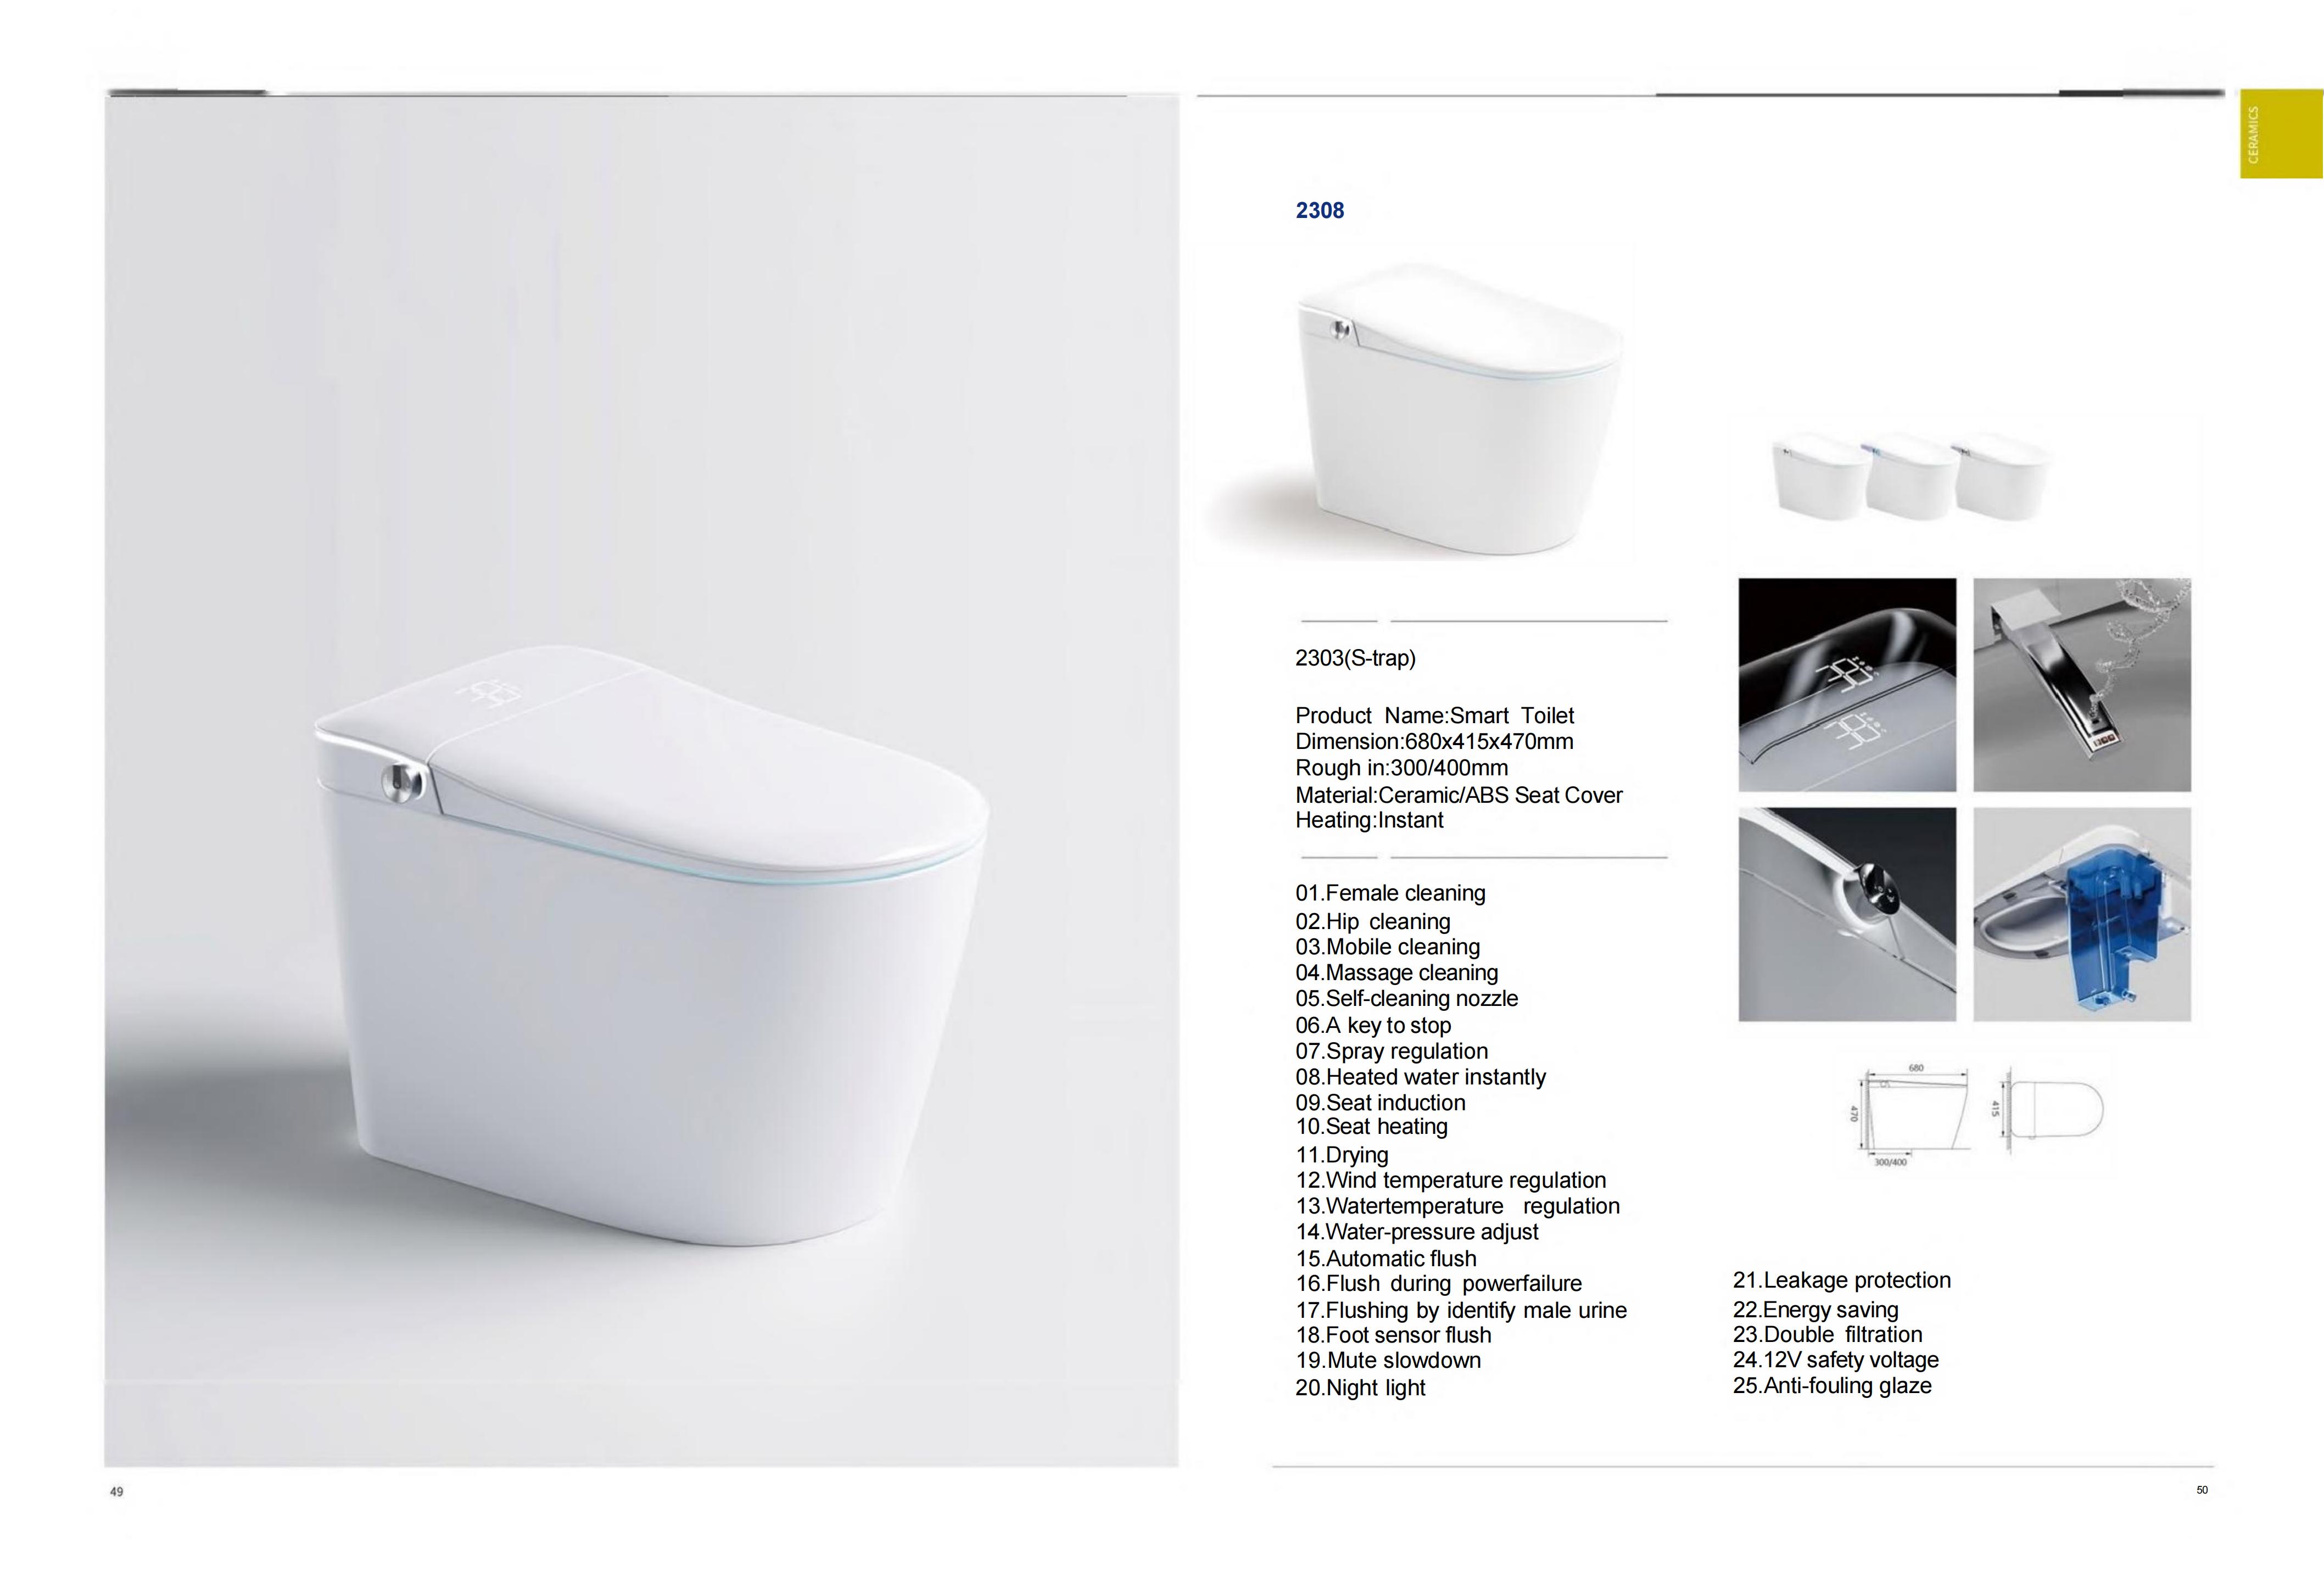 CERAMICS
2308
2303(S-trap)
Product Name:Smart Toilet
Dimension:680x415x470mm
Rough in:300/400mm
Material:Ceramic/ABS Seat Cover
Heating:Instant
01.Female cleaning
02.Hip cleaning
03.Mobile cleaning
04.Massage cleaning
05.Self-cleaning nozzle
06.A key to stop
07.Spray regulation
08.Heated water instantly
09.Seat induction
10.Seat heating
11.Drying
12.Wind temperature regulation
13.Watertemperature regulation
14.Water-pressure adjust
15.Automatic flush
16.Flush during powerfailure
17.Flushing by identify male urine
18.Foot sensor flush
19.Mute slowdown
20.Night light
680
470
300/400
415
21.Leakage protection
22.Energy saving
23.Double filtration
24.12V safety voltage
25.Anti-fouling glaze
49
50